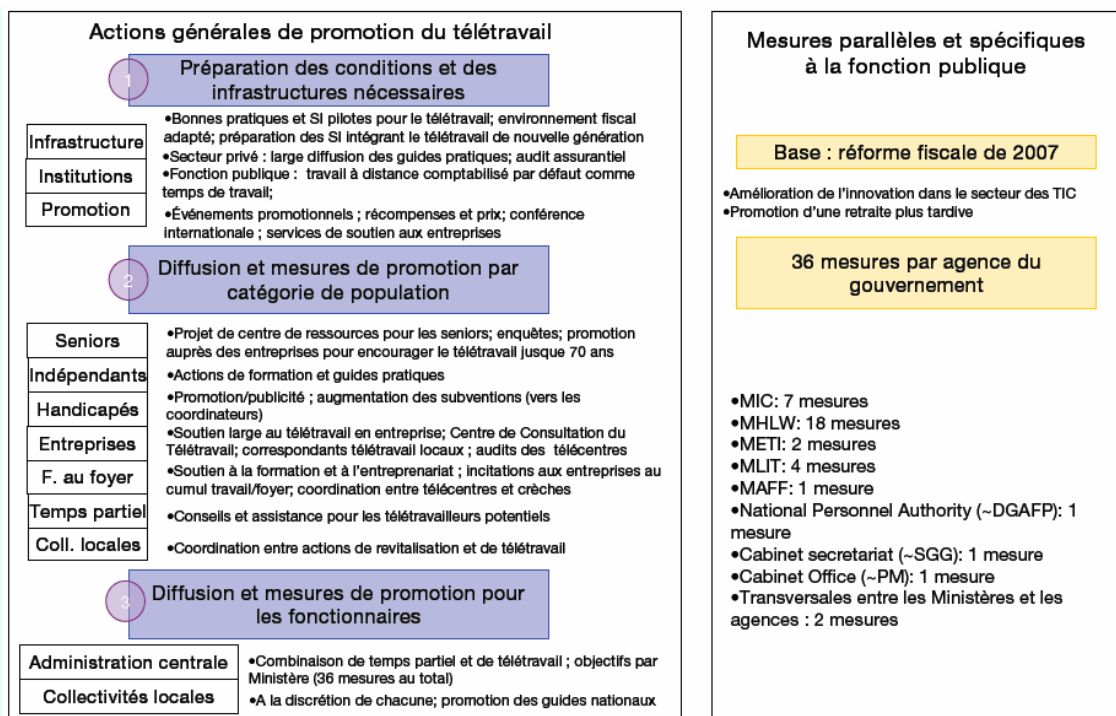 Actions générales de promotion du télétravail
1
Préparation des conditions et des
infrastructures nécessaires
Infrastructure
Institutions
Promotion
•Bonnes pratiques et SI pilotes pour le télétravail; environnement fiscal
adapté; préparation des SI intégrant le télétravail de nouvelle génération
•Secteur privé : large diffusion des guides pratiques; audit assurantiel
•Fonction publique : travail à distance comptabilisé par défaut comme
temps de travail;
•Événements promotionnels ; récompenses et prix; conférence
internationale ; services de soutien aux entreprises
2
Diffusion et mesures de promotion par
catégorie de population
Seniors
•Projet de centre de ressources pour les seniors; enquêtes; promotion
auprès des entreprises pour encourager le télétravail jusque 70 ans
Indépendants
•Actions de formation et guides pratiques
Handicapés
•Promotion/publicité ; augmentation des subventions (vers les
coordinateurs)
Entreprises
•Soutien large au télétravail en entreprise; Centre de Consultation du
Télétravail; correspondants télétravail locaux ; audits des télécentres
F. au foyer
•Soutien à la formation et à l'entreprenariat ; incitations aux entreprises au
cumul travail/foyer; coordination entre télécentres et crèches
Temps partiel
•Conseils et assistance pour les télétravailleurs potentiels
Coll. locales
•Coordination entre actions de revitalisation et de télétravail
3
Diffusion et mesures de promotion pour
les fonctionnaires
Administration centrale
•Combinaison de temps partiel et de télétravail ; objectifs par
Ministère (36 mesures au total)
Collectivités locales
•A la discrétion de chacune; promotion des guides nationaux
Mesures parallèles et spécifiques
à la fonction publique
Base : réforme fiscale de 2007
•Amélioration de l'innovation dans le secteur des TIC
•Promotion d'une retraite plus tardive
36 mesures par agence du
gouvernement
•MIC: 7 mesures
•MHLW: 18 mesures
•METI: 2 mesures
•MLIT: 4 mesures
•MAFF: 1 mesure
•National Personnel Authority (~DGAFP): 1
mesure
•Cabinet secretariat (~SGG): 1 mesure
•Cabinet Office (~PM): 1 mesure
•Transversales entre les Ministères et les
agences : 2 mesures